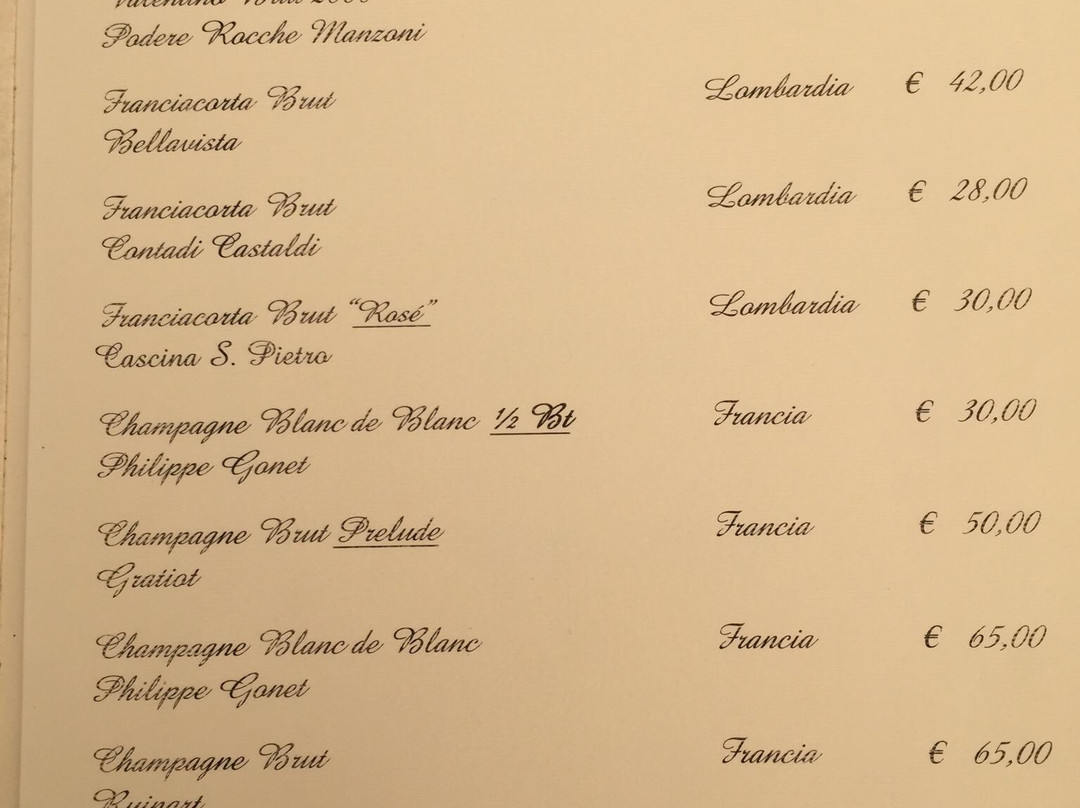 Valentino Brut
Podere Rocche Manzoni
Franciacorta Brut Lombardia € 42,00
Bellavista
Franciacorta Brut Lombardia € 28,00
Contadi Castaldi
Franciacorta Brut “Rosé” Lombardia € 30,00
Cascina S. Pietro
Champagne Blanc de Blanc ½ Bt Francia € 30,00
Philippe Gonet
Champagne Brut Prelude Francia € 50,00
Gratiot
Champagne Blanc de Blanc Francia € 65,00
Philippe Gonet
Champagne Brut Francia € 65,00
Ruinart